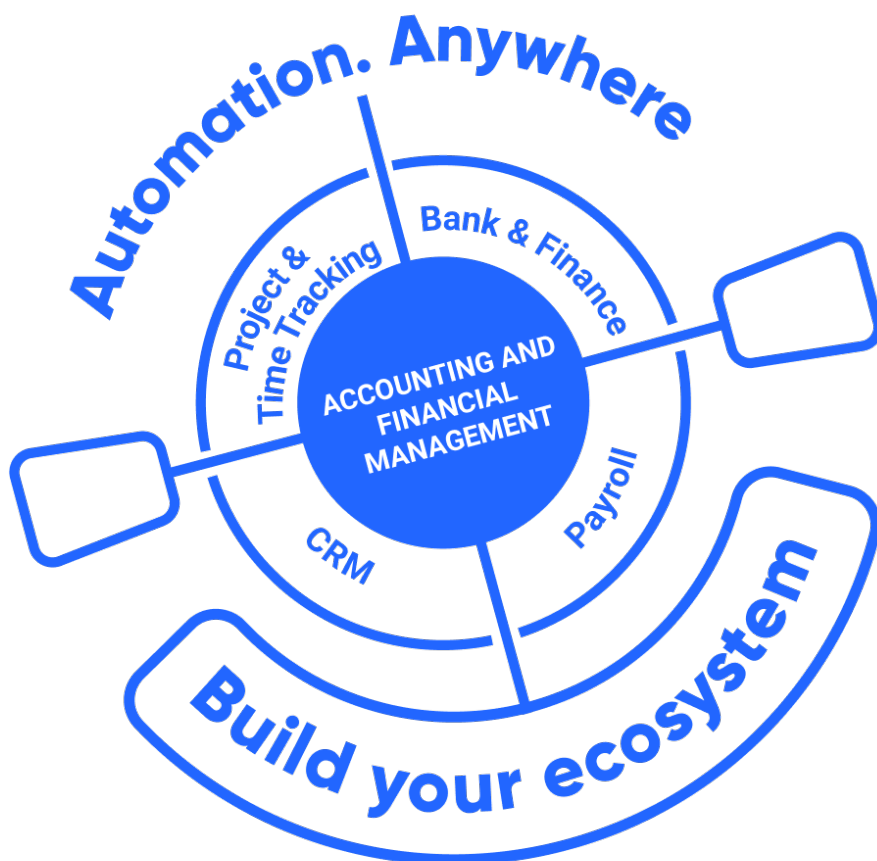 Automation. Anywhere
Bank & Finance
Project &
Time Tracking
ACCOUNTING AND
FINANCIAL
MANAGEMENT
Payroll
CRM
Build your ecosystem